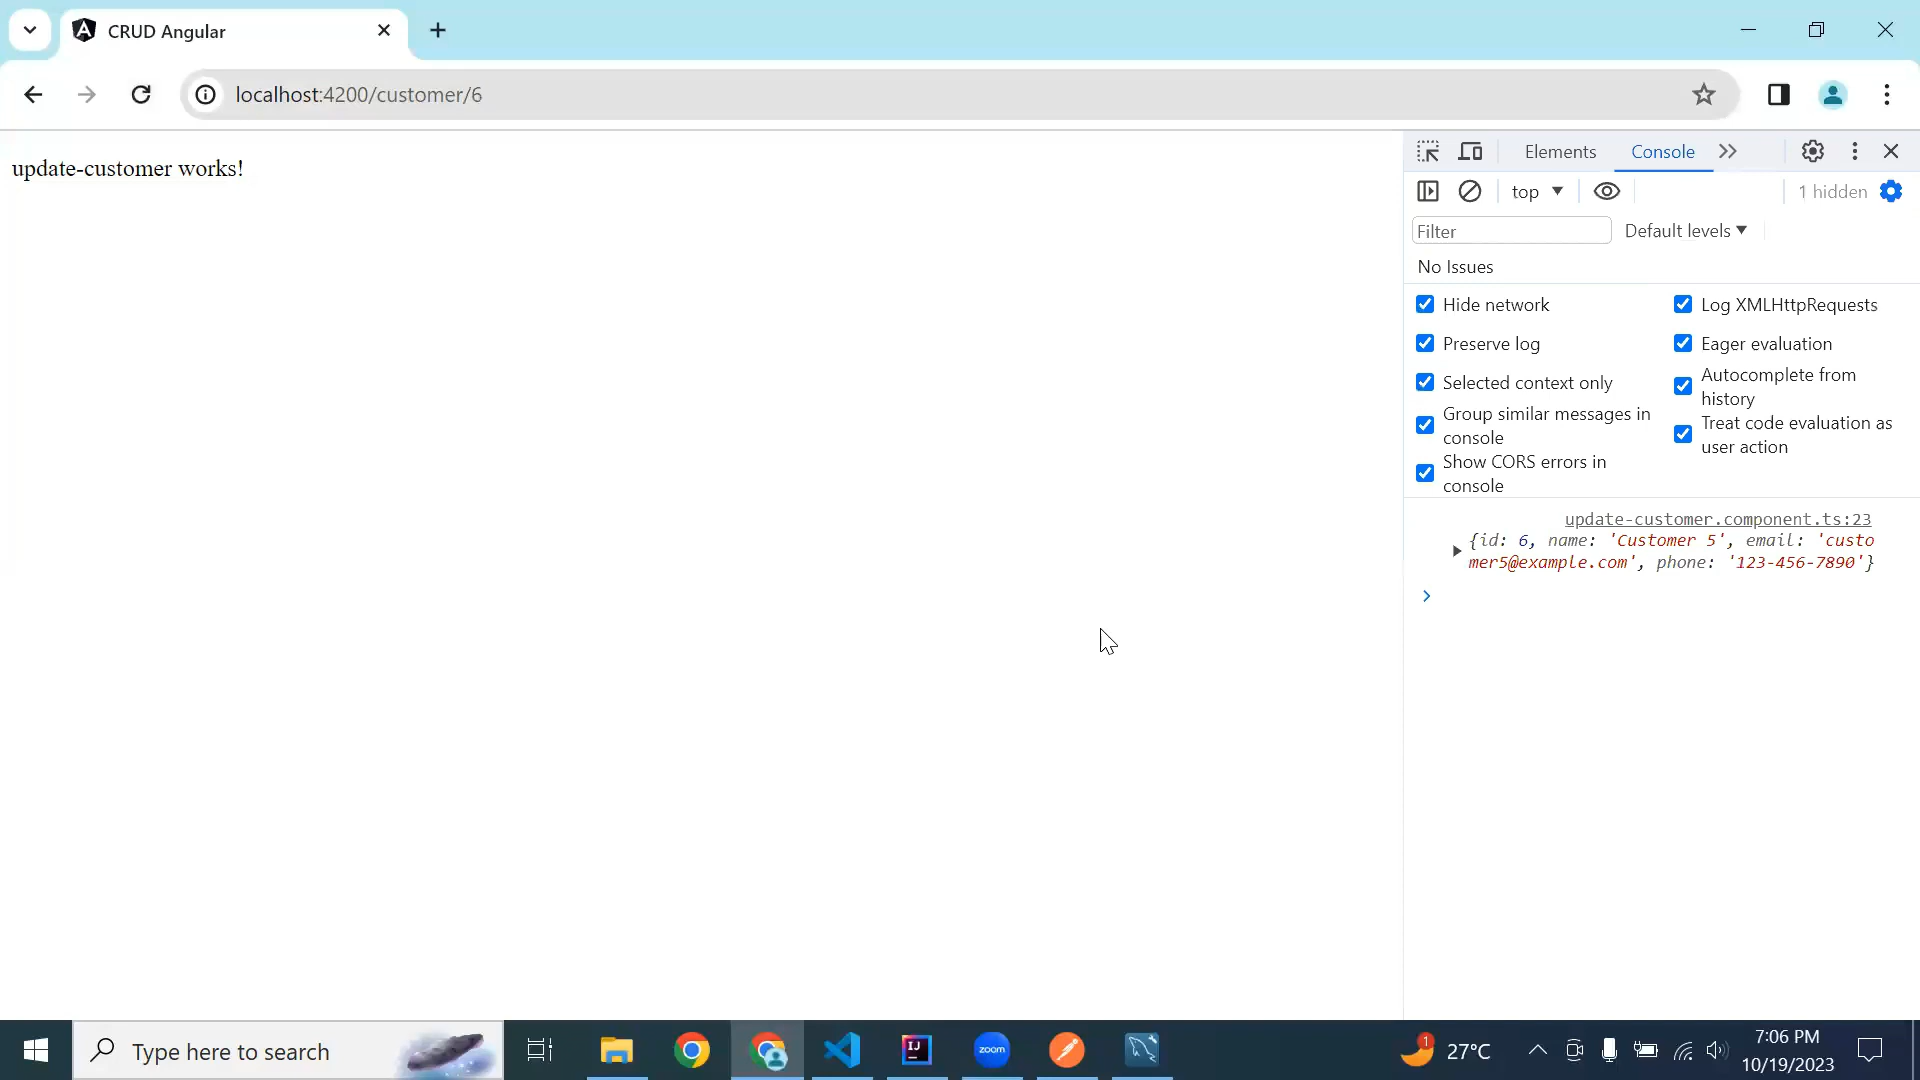 CRUD Angular
localhost:4200/customer/6
update-customer works!
Elements Console
top
1 hidden
Filter
Default levels
No Issues
Hide network
Log XMLHttpRequests
Preserve log
Eager evaluation
Selected context only
Autocomplete from
history
Group similar messages in
console
Treat code evaluation as
user action
Show CORS errors in
console
update-customer.component.ts:23
{id: 6, name: 'Customer 5', email: 'custo
mer5@example.com', phone: '123-456-7890'}
Type here to search
IJ
zoom
1
27°C
7:06 PM
10/19/2023